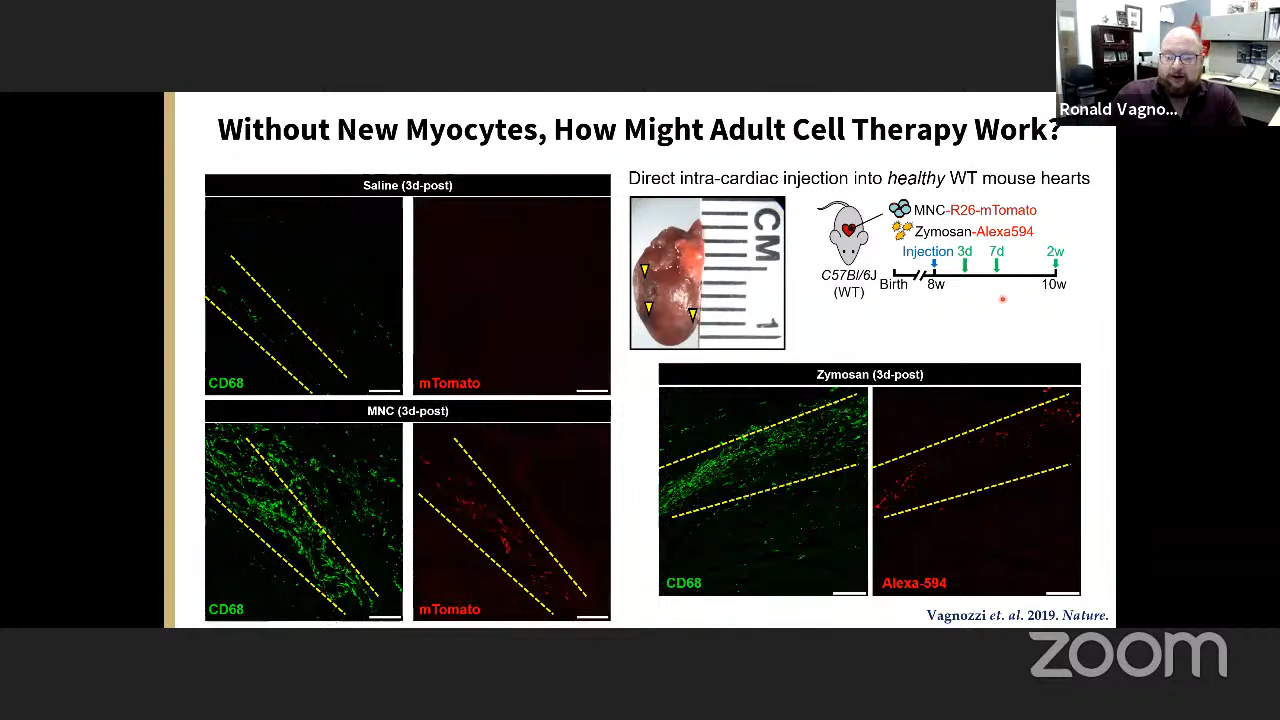 Ronald Vagno...
Without New Myocytes, How Might Adult Cell Therapy Work?
Saline (3d-post)
CD68
mTomato
MNC (3d-post)
CD68
mTomato
Direct intra-cardiac injection into healthy WT mouse hearts
CM
1
MNC-R26-mTomato
Zymosan-Alexa594
Injection 3d 7d 2w
C57Bl/6J
(WT)
Birth 8w 10w
Zymosan (3d-post)
CD68
Alexa-594
Vagnozzi et. al. 2019. Nature.
zoom